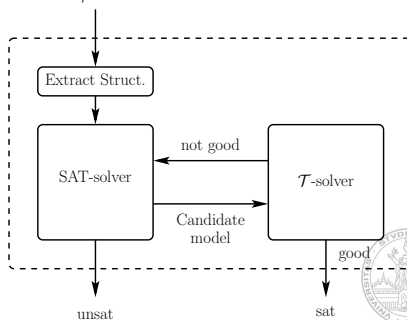 Extract Struct.
not good
SAT-solver
𝒯-solver
Candidate
model
good
unsat
sat